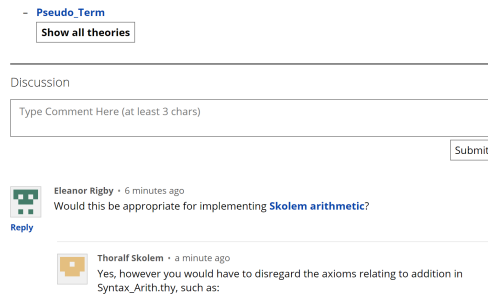 – Pseudo_Term
Show all theories
Discussion
Type Comment Here (at least 3 chars)
Submit
Eleanor Rigby • 6 minutes ago
Would this be appropriate for implementing Skolem arithmetic?
Reply
Thoralf Skolem • a minute ago
Yes, however you would have to disregard the axioms relating to addition in
Syntax_Arith.thy, such as: